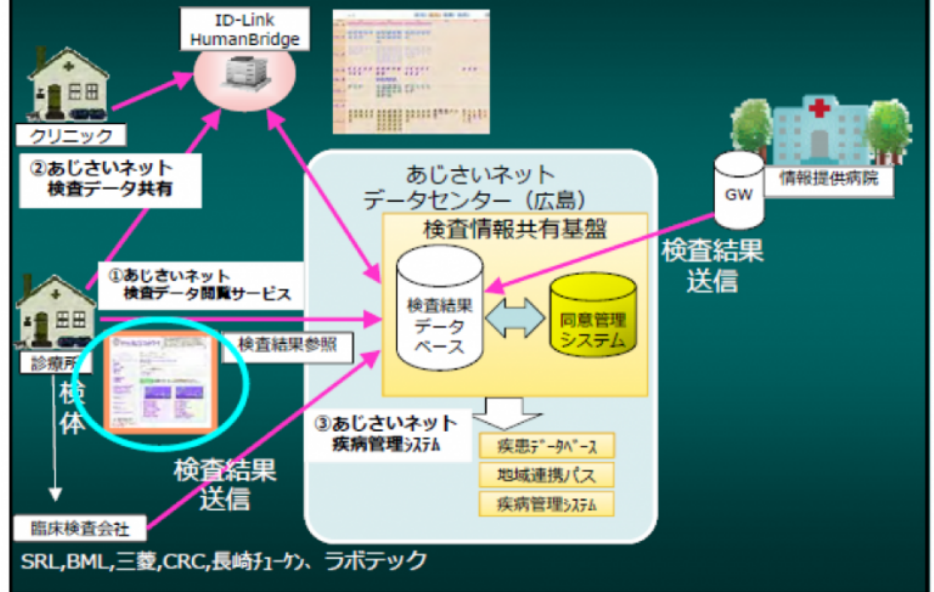 ID-Link
HumanBridge
クリニック
②あじさいネット
検査データ共有
あじさいネット
データセンター（広島）
検査情報共有基盤
検査結果
データ
ベース
同意管理
システム
GW
情報提供病院
検査結果
送信
①あじさいネット
検査データ閲覧サービス
検査結果参照
診療所
検
体
③あじさいネット
疾病管理ｼｽﾃﾑ
疾患ﾃﾞｰﾀﾍﾞｰｽ
地域連携パス
疾病管理ｼｽﾃﾑ
検査結果
送信
臨床検査会社
SRL,BML,三菱,CRC,長崎ﾁｭｰｹﾝ、ラボテック